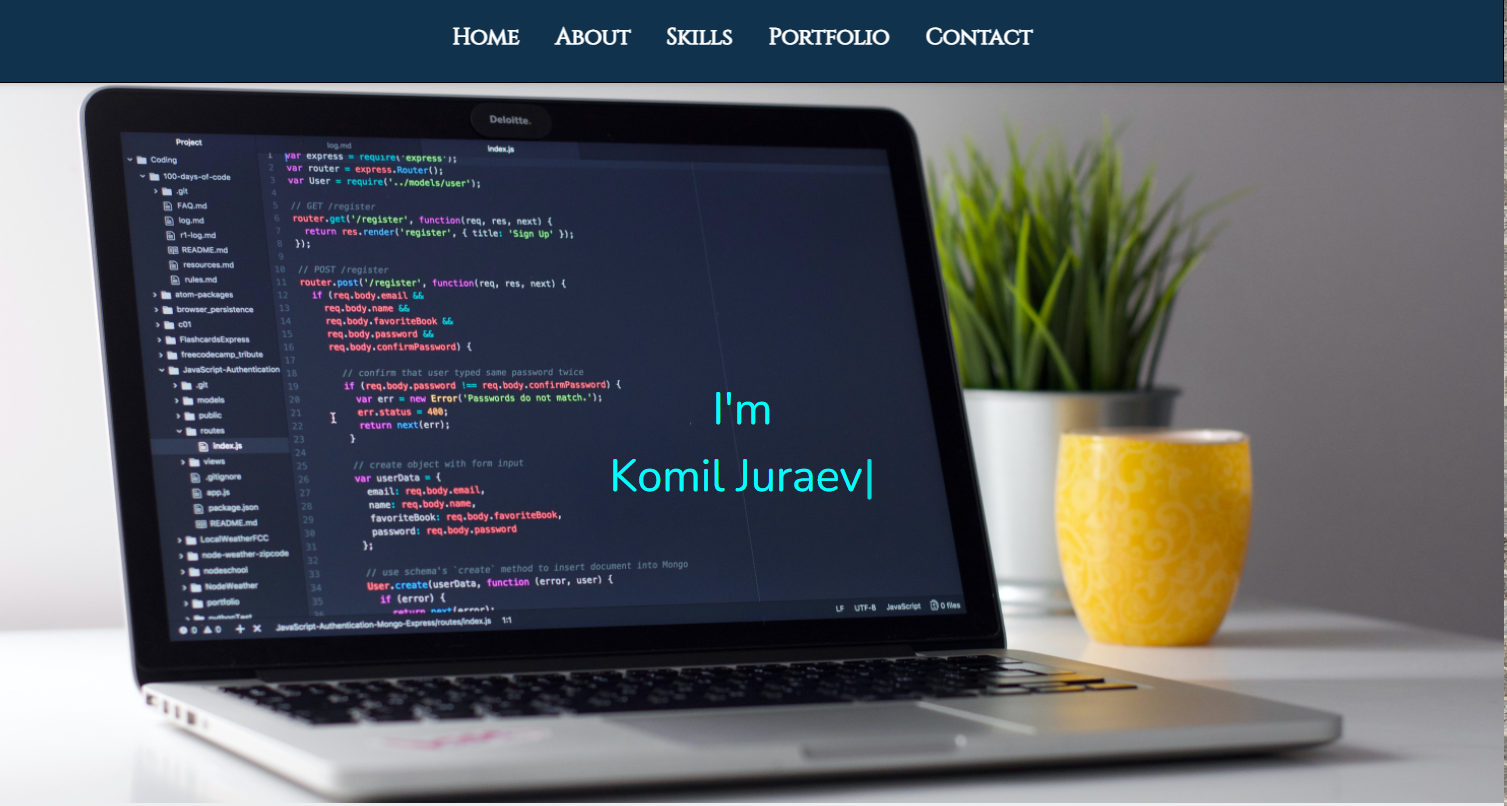 Home About Skills Portfolio Contact
Deloitte.
Project
log.md
index.js
Coding
100-days-of-code
.git
FAQ.md
log.md
r1-log.md
README.md
resources.md
rules.md
atom-packages
browser_persistence
c01
FlashcardsExpress
freecodecamp_tribute
JavaScript-Authentication
.git
models
public
routes
index.js
views
.gitignore
app.js
package.json
README.md
LocalWeatherFCC
node-weather-zipcode
nodeschool
NodeWeather
portfolio
pythonTest
1 var express = require('express');
2 var router = express.Router();
3 var User = require('../models/user');
4
5 // GET /register
6 router.get('/register', function(req, res, next) {
7 return res.render('register', { title: 'Sign Up' });
8 });
9
10 // POST /register
11 router.post('/register', function(req, res, next) {
12 if (req.body.email &&
13 req.body.name &&
14 req.body.favoriteBook &&
15 req.body.password &&
16 req.body.confirmPassword) {
17
18 // confirm that user typed same password twice
19 if (req.body.password !== req.body.confirmPassword) {
20 var err = new Error('Passwords do not match.');
21 err.status = 400;
22 return next(err);
23 }
24
25 // create object with form input
26 var userData = {
27 email: req.body.email,
28 name: req.body.name,
29 favoriteBook: req.body.favoriteBook,
30 password: req.body.password
31 };
32
33 // use schema's `create` method to insert document into Mongo
34 User.create(userData, function (error, user) {
35 if (error) {
36 return next(error);
0 0 + × JavaScript-Authentication-Mongo-Express/routes/index.js 1:1
LF UTF-8 JavaScript 0 files
I'm
Komil Juraev|